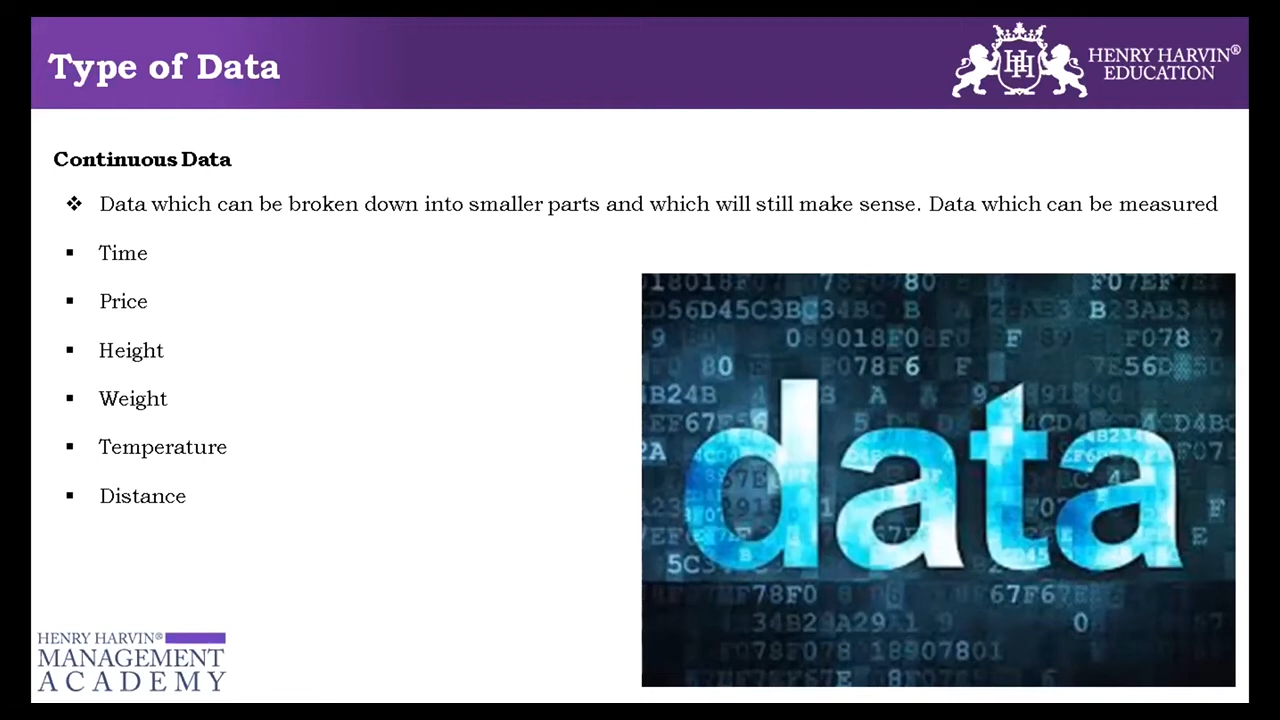 Type of Data
HENRY HARVIN®
EDUCATION
Continuous Data
❖ Data which can be broken down into smaller parts and which will still make sense. Data which can be measured
▪ Time
▪ Price
▪ Height
▪ Weight
▪ Temperature
▪ Distance
data
HENRY HARVIN®
MANAGEMENT
ACADEMY